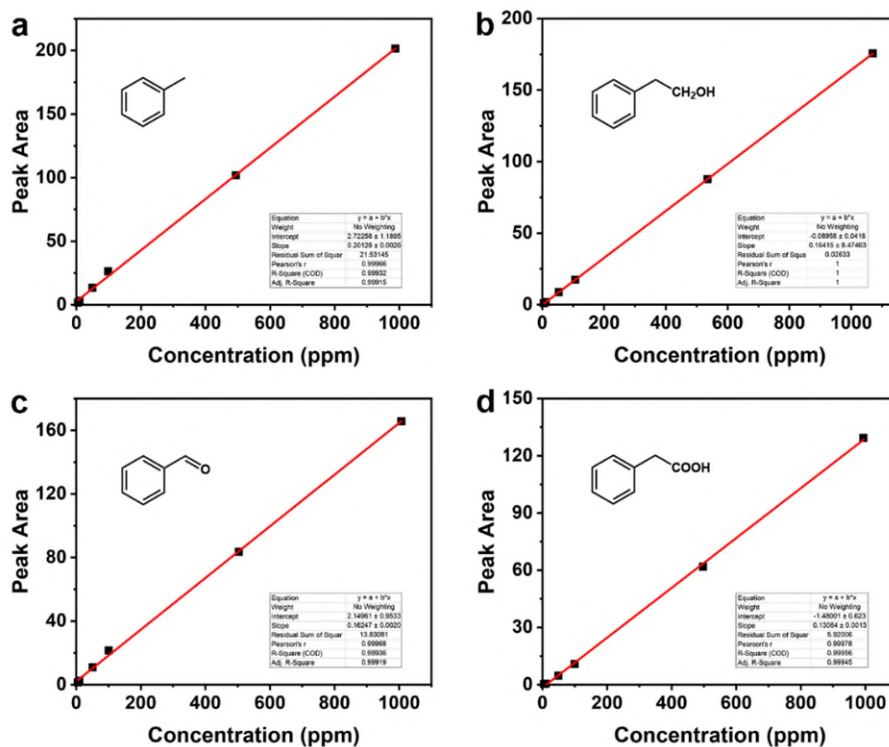 a
200
150
100
50
0
Peak Area
0 200 400 600 800 1000
Concentration (ppm)
Equation y = a + b*x
Weight No Weighting
Intercept 2.72258 ± 1.1895
Slope 0.20128 ± 0.0026
Residual Sum of Squar 21.53145
Pearson's r 0.99966
R-Square (COD) 0.99932
Adj. R-Square 0.99915
b
CH₂OH
200
150
100
50
0
Peak Area
0 200 400 600 800 1000
Concentration (ppm)
Equation y = a + b*x
Weight No Weighting
Intercept -0.08958 ± 0.0418
Slope 0.16415 ± 8.47463
Residual Sum of Squar 0.02633
Pearson's r 1
R-Square (COD) 1
Adj. R-Square 1
c
O
160
120
80
40
0
Peak Area
0 200 400 600 800 1000
Concentration (ppm)
Equation y = a + b*x
Weight No Weighting
Intercept 2.14961 ± 0.9533
Slope 0.16247 ± 0.0020
Residual Sum of Squar 13.83081
Pearson's r 0.99968
R-Square (COD) 0.99936
Adj. R-Square 0.99919
d
COOH
150
120
90
60
30
0
Peak Area
0 200 400 600 800 1000
Concentration (ppm)
Equation y = a + b*x
Weight No Weighting
Intercept -1.48001 ± 0.623
Slope 0.13064 ± 0.0013
Residual Sum of Squar 5.92006
Pearson's r 0.99978
R-Square (COD) 0.99956
Adj. R-Square 0.99945